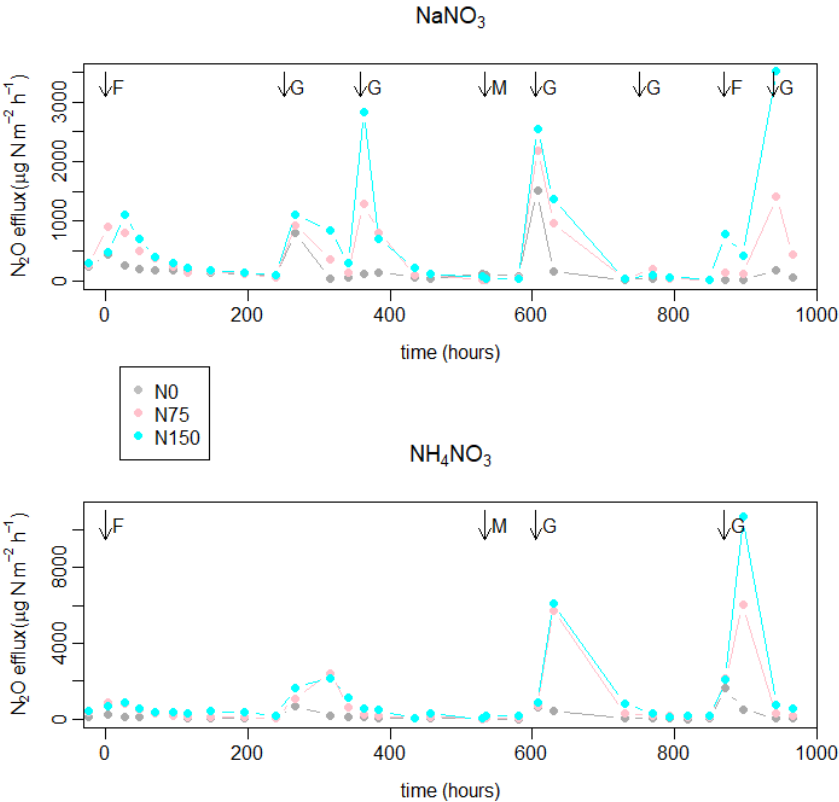 NaNO₃
F G G M G G F G
N₂O efflux(μg N m⁻² h⁻¹)
0 1000 2000 3000
0 200 400 600 800 1000
time (hours)
N0
N75
N150
NH₄NO₃
F M G G
N₂O efflux(μg N m⁻² h⁻¹)
0 4000 8000
0 200 400 600 800 1000
time (hours)